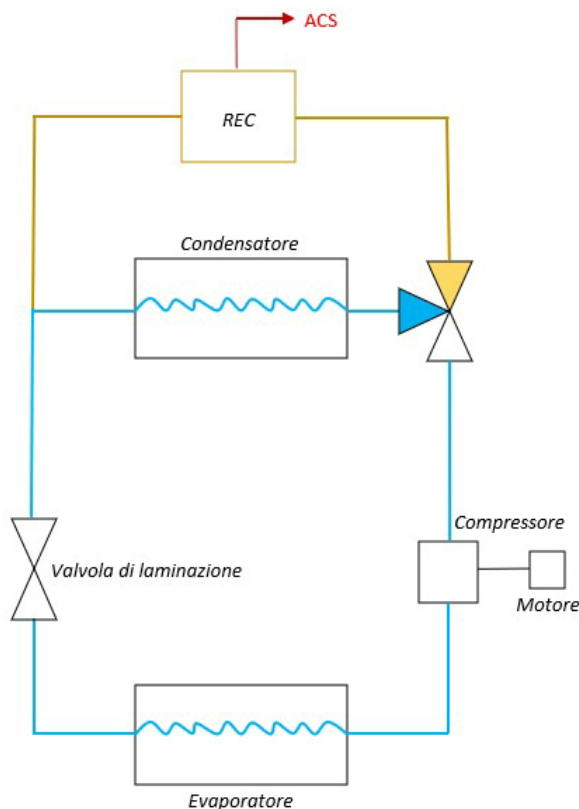 ACS
REC
Condensatore
Compressore
Valvola di laminazione
Motore
Evaporatore